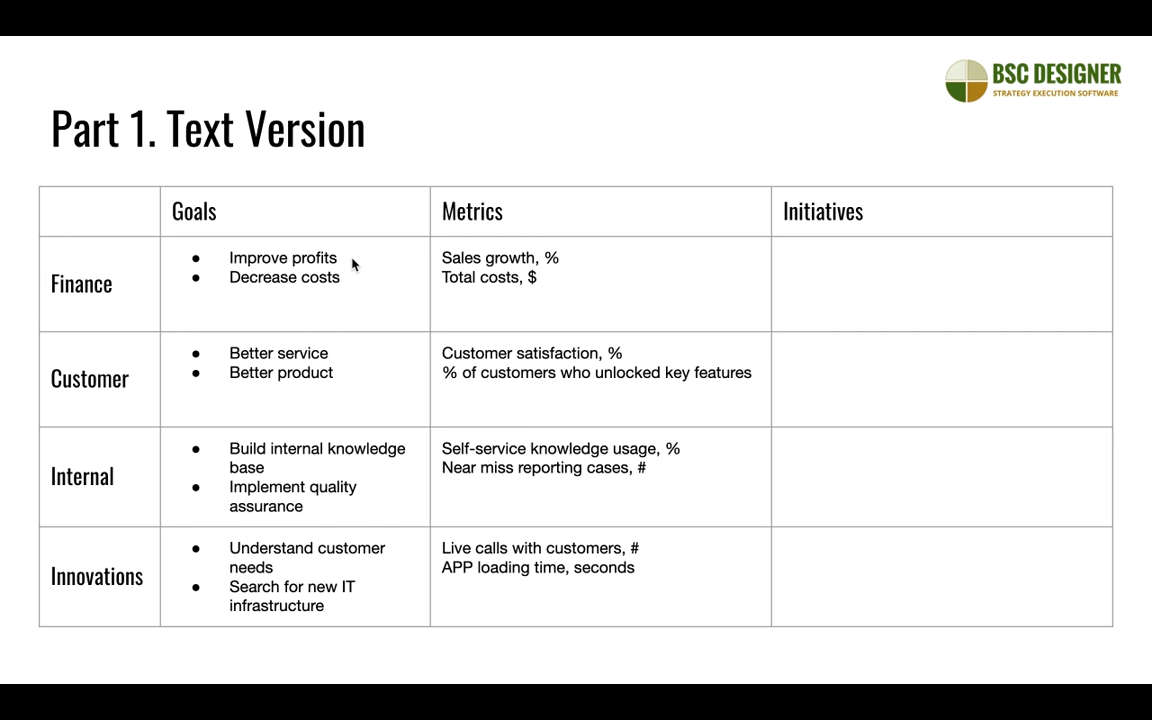 BSC DESIGNER
STRATEGY EXECUTION SOFTWARE
Part 1. Text Version
Goals
Metrics
Initiatives
Finance
● Improve profits
● Decrease costs
Sales growth, %
Total costs, $
Customer
● Better service
● Better product
Customer satisfaction, %
% of customers who unlocked key features
Internal
● Build internal knowledge
base
● Implement quality
assurance
Self-service knowledge usage, %
Near miss reporting cases, #
Innovations
● Understand customer
needs
● Search for new IT
infrastructure
Live calls with customers, #
APP loading time, seconds